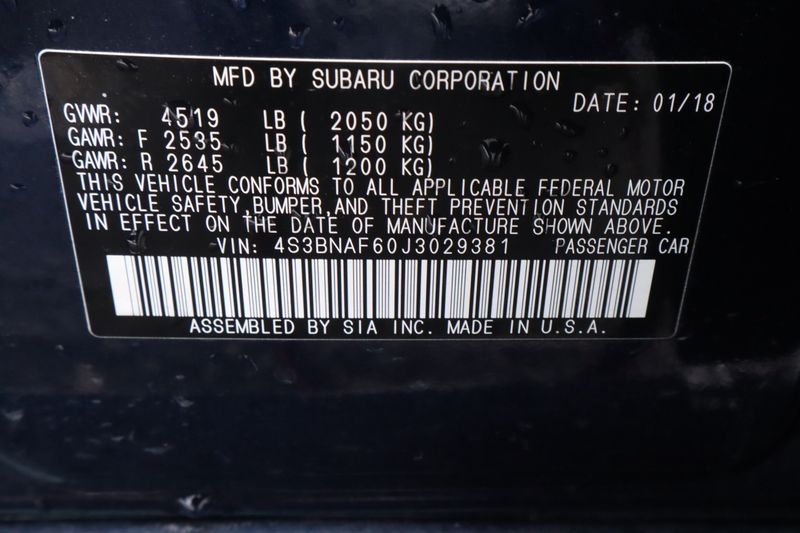 MFD BY SUBARU CORPORATION
DATE: 01/18
GVWR: 4519 LB ( 2050 KG)
GAWR: F 2535 LB ( 1150 KG)
GAWR: R 2645 LB ( 1200 KG)
THIS VEHICLE CONFORMS TO ALL APPLICABLE FEDERAL MOTOR
VEHICLE SAFETY, BUMPER, AND THEFT PREVENTION STANDARDS
IN EFFECT ON THE DATE OF MANUFACTURE SHOWN ABOVE.
VIN: 4S3BNAF60J3029381 PASSENGER CAR
ASSEMBLED BY SIA INC. MADE IN U.S.A.